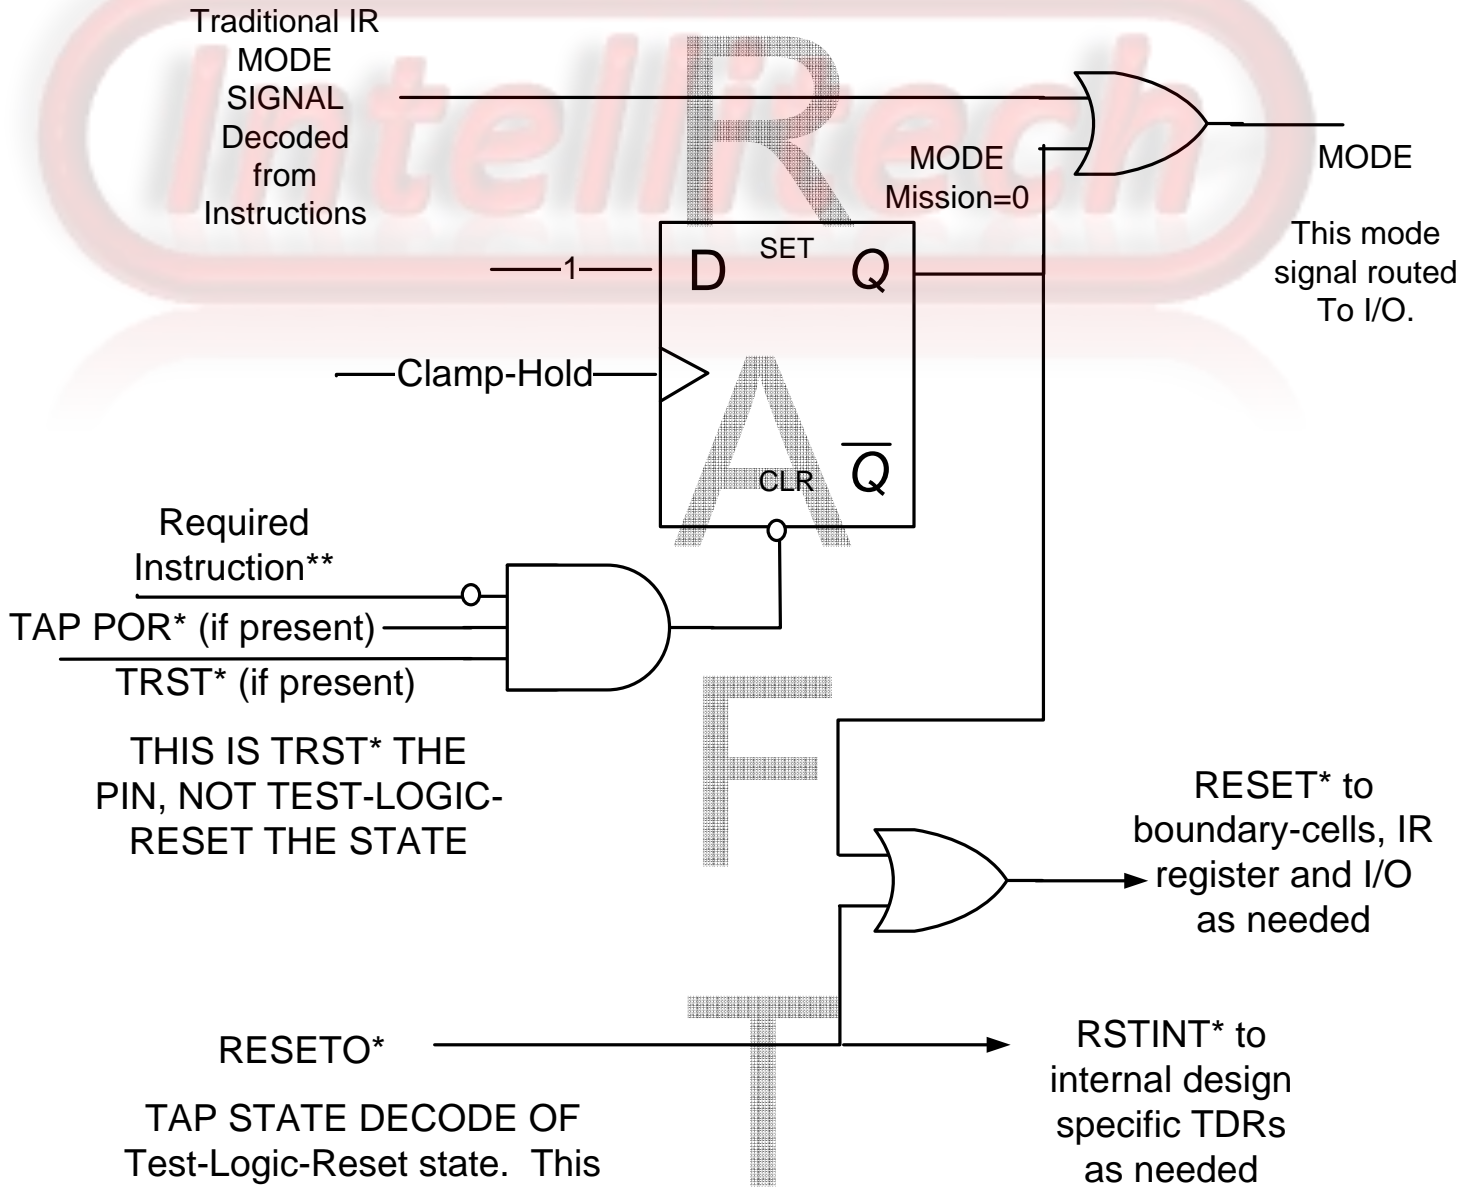 Traditional IR
MODE
SIGNAL
Decoded
from
Instructions
Intellitech
MODE
Mission=0
MODE
This mode
signal routed
To I/O.
1
D
SET
Q
Clamp-Hold
CLR
Q
Required
Instruction**
TAP POR* (if present)
TRST* (if present)
THIS IS TRST* THE
PIN, NOT TEST-LOGIC-
RESET THE STATE
RESET* to
boundary-cells, IR
register and I/O
as needed
RESETO*
RSTINT* to
internal design
specific TDRs
as needed
TAP STATE DECODE OF
Test-Logic-Reset state. This
R
A
F
T